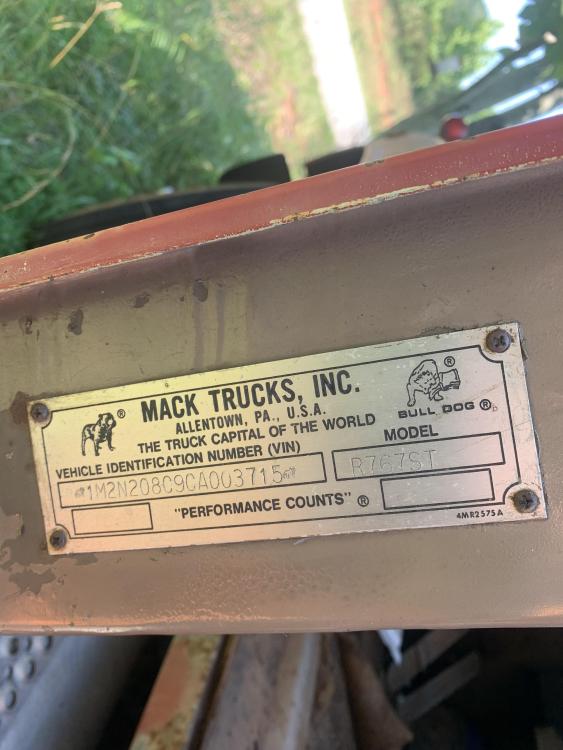 MACK TRUCKS, INC.
ALLENTOWN, PA., U.S.A.
THE TRUCK CAPITAL OF THE WORLD
®
®
BULL DOG ®
VEHICLE IDENTIFICATION NUMBER (VIN)
MODEL
1M2N208C9CA003715
R767ST
"PERFORMANCE COUNTS" ®
4MR2575A